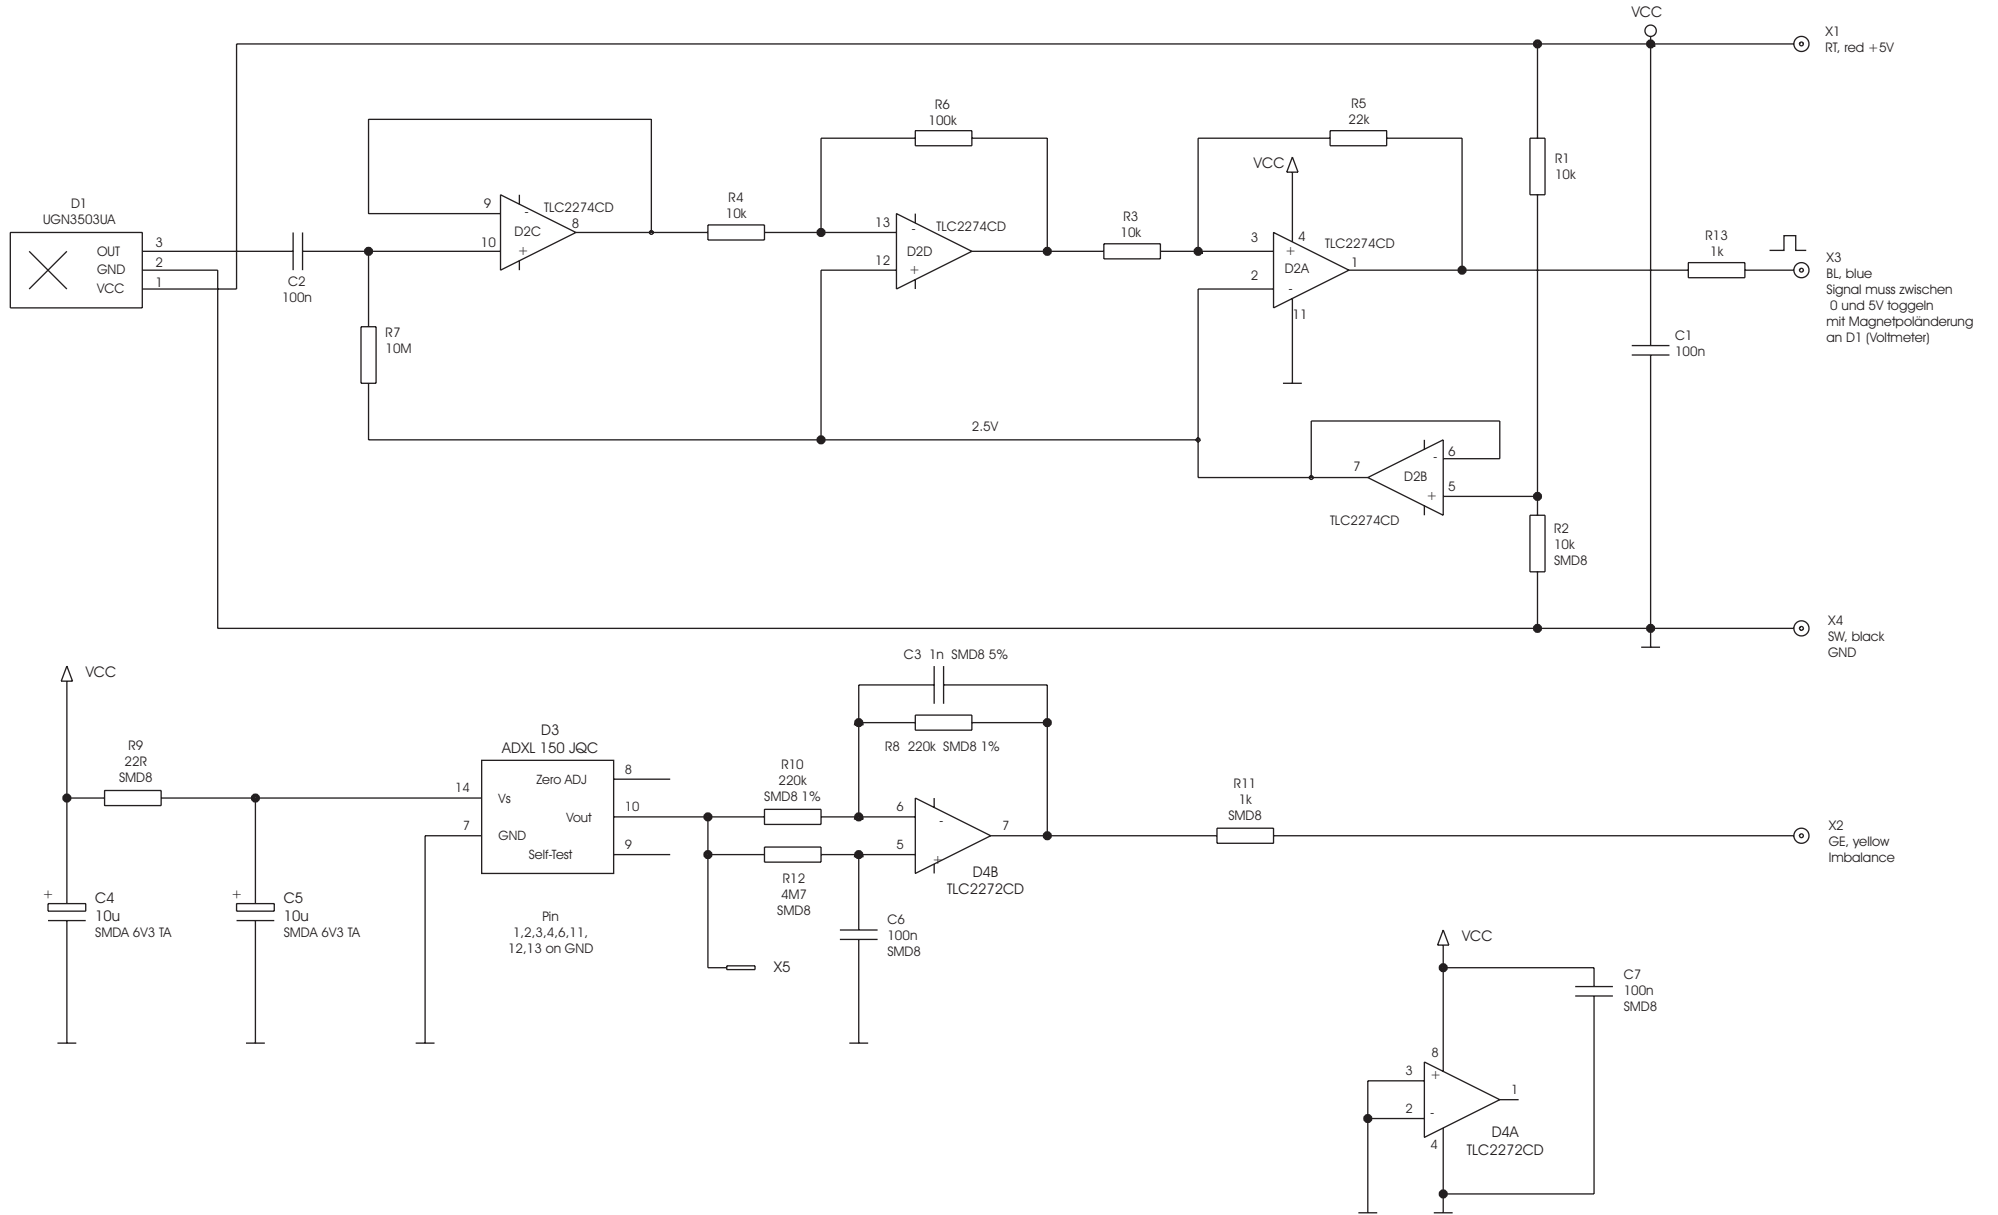 VCC
X1
RT, red +5V
R6
100k
R5
22k
VCC
R1
10k
D1
UGN3503UA
OUT
GND
VCC
3
2
1
C2
100n
9
10
-
+
D2C
TLC2274CD
8
R4
10k
13
12
-
+
D2D
TLC2274CD
R3
10k
3
2
+
-
D2A
4
11
TLC2274CD
1
R13
1k
X3
BL, blue
Signal muss zwischen
0 und 5V toggeln
mit Magnetpoländerung
an D1 (Voltmeter)
R7
10M
C1
100n
2.5V
7
D2B
-
+
6
5
TLC2274CD
R2
10k
SMD8
X4
SW, black
GND
VCC
R9
22R
SMD8
C3 1n SMD8 5%
R8 220k SMD8 1%
D3
ADXL 150 JQC
14
7
Vs
GND
Zero ADJ
Vout
Self-Test
8
10
9
R10
220k
SMD8 1%
6
5
-
+
7
D4B
TLC2272CD
R11
1k
SMD8
X2
GE, yellow
Imbalance
R12
4M7
SMD8
+
C4
10u
SMDA 6V3 TA
+
C5
10u
SMDA 6V3 TA
Pin
1,2,3,4,6,11,
12,13 on GND
C6
100n
SMD8
X5
VCC
C7
100n
SMD8
8
3
2
+
-
1
4
D4A
TLC2272CD